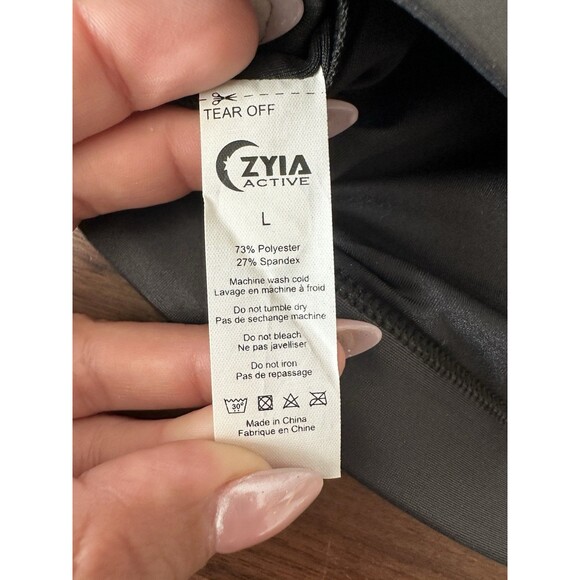 TEAR OFF
ZYIA
ACTIVE
L
73% Polyester
27% Spandex
Machine wash cold
Lavage en machine à froid
Do not tumble dry
Pas de sechange machine
Do not bleach
Ne pas javelliser
Do not iron
Pas de repassage
30°
Made in China
Fabrique en Chine